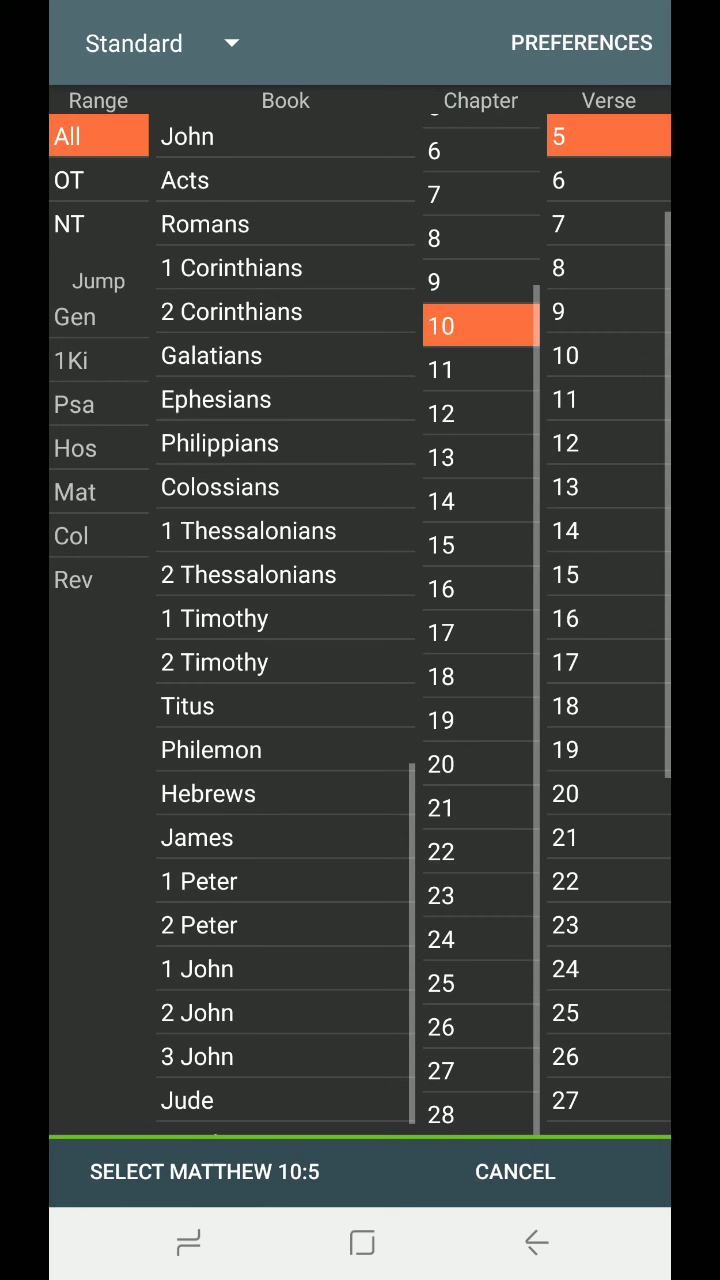 Standard
PREFERENCES
Range
Book
Chapter
Verse
All
OT
NT
Jump
Gen
1Ki
Psa
Hos
Mat
Col
Rev
John
Acts
Romans
1 Corinthians
2 Corinthians
Galatians
Ephesians
Philippians
Colossians
1 Thessalonians
2 Thessalonians
1 Timothy
2 Timothy
Titus
Philemon
Hebrews
James
1 Peter
2 Peter
1 John
2 John
3 John
Jude
6
7
8
9
10
11
12
13
14
15
16
17
18
19
20
21
22
23
24
25
26
27
28
5
6
7
8
9
10
11
12
13
14
15
16
17
18
19
20
21
22
23
24
25
26
27
SELECT MATTHEW 10:5
CANCEL